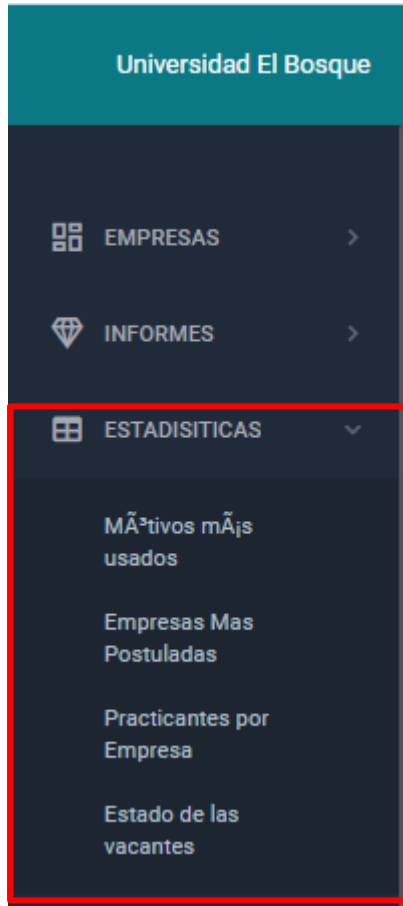 Universidad El Bosque
EMPRESAS
INFORMES
ESTADISITICAS
MÃ³tivos mÃ¡s
usados
Empresas Mas
Postuladas
Practicantes por
Empresa
Estado de las
vacantes